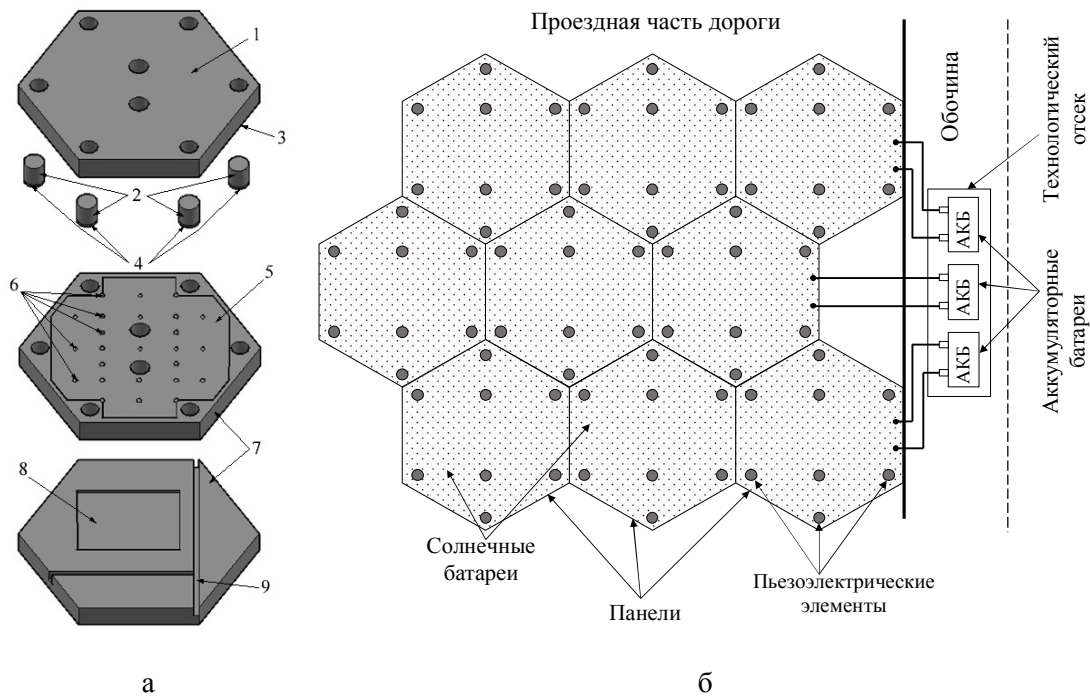 1
3
2
4
6
5
7
8
9
а
Проездная часть дороги
Обочина
Технологический
отсек
АКБ
АКБ
АКБ
Аккумуляторные
батареи
Солнечные
батареи
Панели
Пьезоэлектрические
элементы
б